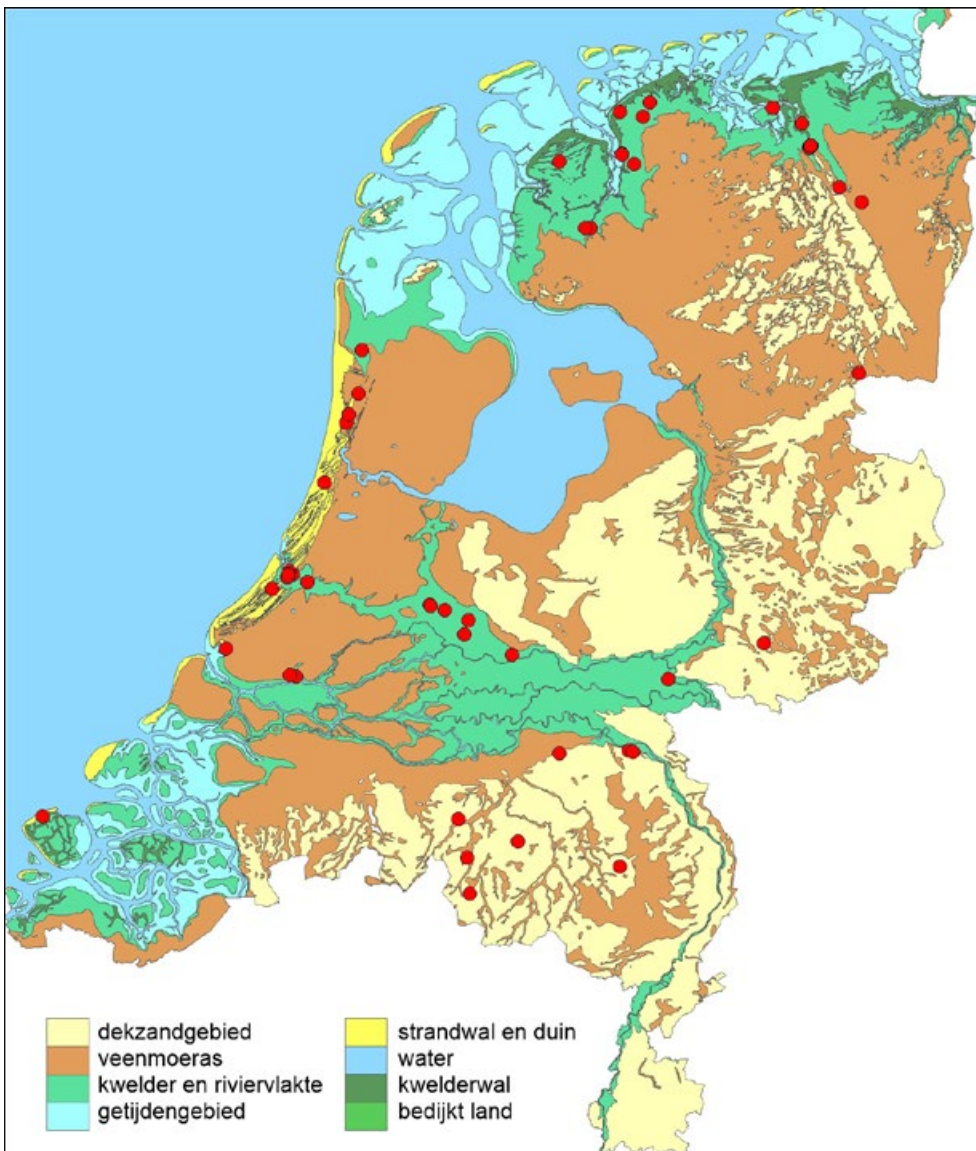 dekzandgebied
veenmoeras
kwelder en riviervlakte
getijdengebied
strandwal en duin
water
kwelderwal
bedijkt land